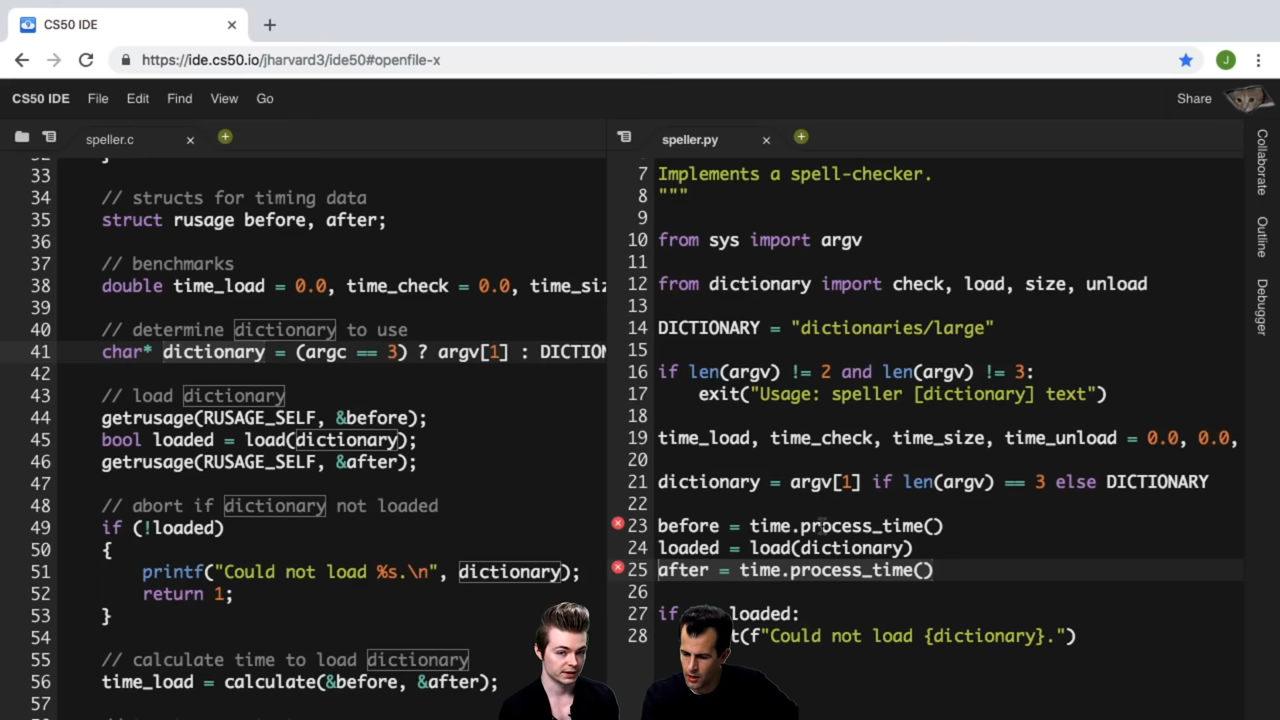 CS50 IDE
https://ide.cs50.io/jharvard3/ide50#openfile-x
J
CS50 IDE File Edit Find View Go Share
speller.c
33
34 // structs for timing data
35 struct rusage before, after;
36
37 // benchmarks
38 double time_load = 0.0, time_check = 0.0,
39
40 // determine dictionary to use
41 char* dictionary = (argc == 3) ? argv[1] :
42
43 // load dictionary
44 getrusage(RUSAGE_SELF, &before);
45 bool loaded = load(dictionary);
46 getrusage(RUSAGE_SELF, &after);
47
48 // abort if dictionary not loaded
49 if (!loaded)
50 {
51 printf("Could not load %s.\n", dictionary);
52 return 1;
53 }
54
55 // calculate time to load dictionary
56 time_load = calculate(&before, &after);
57
speller.py
7 Implements a spell-checker.
8 """
9
10 from sys import argv
11
12 from dictionary import check, load, size, unload
13
14 DICTIONARY = "dictionaries/large"
15
16 if len(argv) != 2 and len(argv) != 3:
17 exit("Usage: speller [dictionary] text")
18
19 time_load, time_check, time_size, time_unload = 0.0, 0.0,
20
21 dictionary = argv[1] if len(argv) == 3 else DICTIONARY
22
23 before = time.process_time()
24 loaded = load(dictionary)
25 after = time.process_time()
26
27 if loaded:
28 (f"Could not load {dictionary}.")
Collaborate
Outline
Debugger